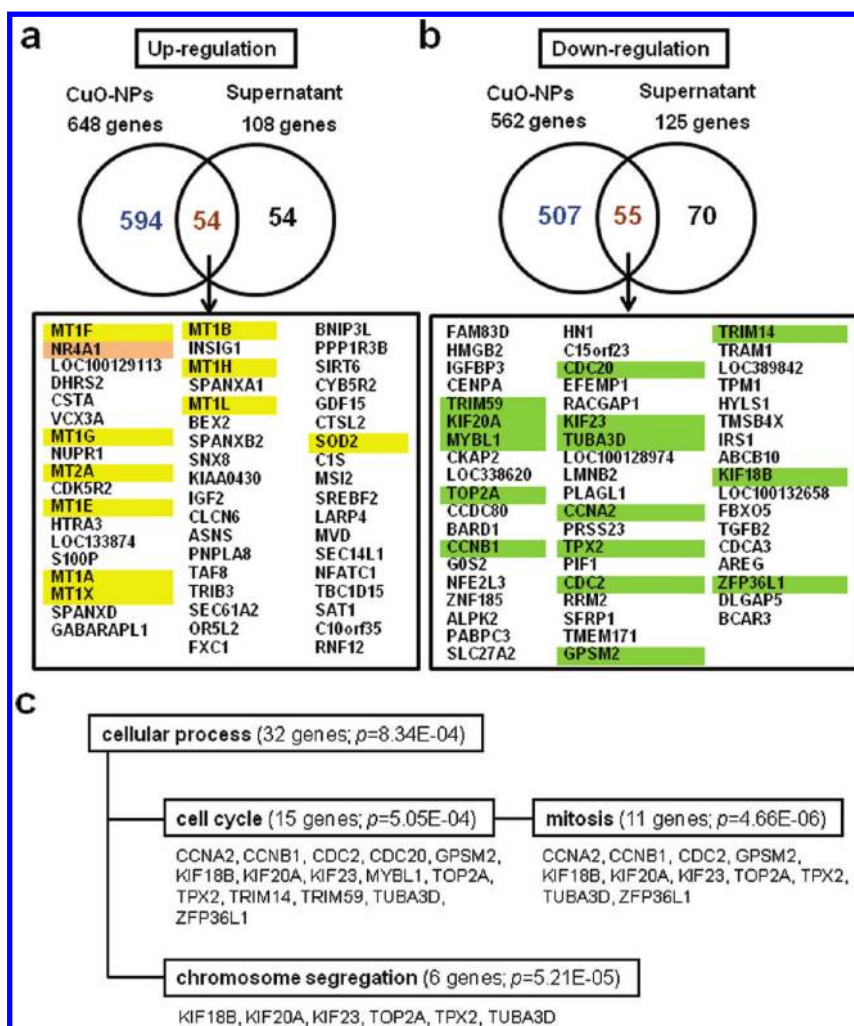 a
Up-regulation
CuO-NPs
648 genes
Supernatant
108 genes
594
54
54
MT1F
NR4A1
LOC100129113
DHRS2
CSTA
VCX3A
MT1G
NUPR1
MT2A
CDK5R2
MT1E
HTRA3
LOC133874
S100P
MT1A
MT1X
SPANXD
GABARAPL1
MT1B
INSIG1
MT1H
SPANXA1
MT1L
BEX2
SPANXB2
SNX8
KIAA0430
IGF2
CLCN6
ASNS
PNPLA8
TAF8
TRIB3
SEC61A2
OR5L2
FXC1
BNIP3L
PPP1R3B
SIRT6
CYB5R2
GDF15
CTSL2
SOD2
C1S
MSI2
SREBF2
LARP4
MVD
SEC14L1
NFATC1
TBC1D15
SAT1
C10orf35
RNF12
b
Down-regulation
CuO-NPs
562 genes
Supernatant
125 genes
507
55
70
FAM83D
HMGB2
IGFBP3
CENPA
TRIM59
KIF20A
MYBL1
CKAP2
LOC338620
TOP2A
CCDC80
BARD1
CCNB1
G0S2
NFE2L3
ZNF185
ALPK2
PABPC3
SLC27A2
HN1
C15orf23
CDC20
EFEMP1
RACGAP1
KIF23
TUBA3D
LOC100128974
LMNB2
PLAGL1
CCNA2
PRSS23
TPX2
PIF1
CDC2
RRM2
SFRP1
TMEM171
GPSM2
TRIM14
TRAM1
LOC389842
TPM1
HYLS1
TMSB4X
IRS1
ABCB10
KIF18B
LOC100132658
FBXO5
TGFB2
CDCA3
AREG
ZFP36L1
DLGAP5
BCAR3
c
cellular process (32 genes; p=8.34E-04)
cell cycle (15 genes; p=5.05E-04)
CCNA2, CCNB1, CDC2, CDC20, GPSM2,
KIF18B, KIF20A, KIF23, MYBL1, TOP2A,
TPX2, TRIM14, TRIM59, TUBA3D,
ZFP36L1
mitosis (11 genes; p=4.66E-06)
CCNA2, CCNB1, CDC2, GPSM2,
KIF18B, KIF20A, KIF23, TOP2A, TPX2,
TUBA3D, ZFP36L1
chromosome segregation (6 genes; p=5.21E-05)
KIF18B, KIF20A, KIF23, TOP2A, TPX2, TUBA3D